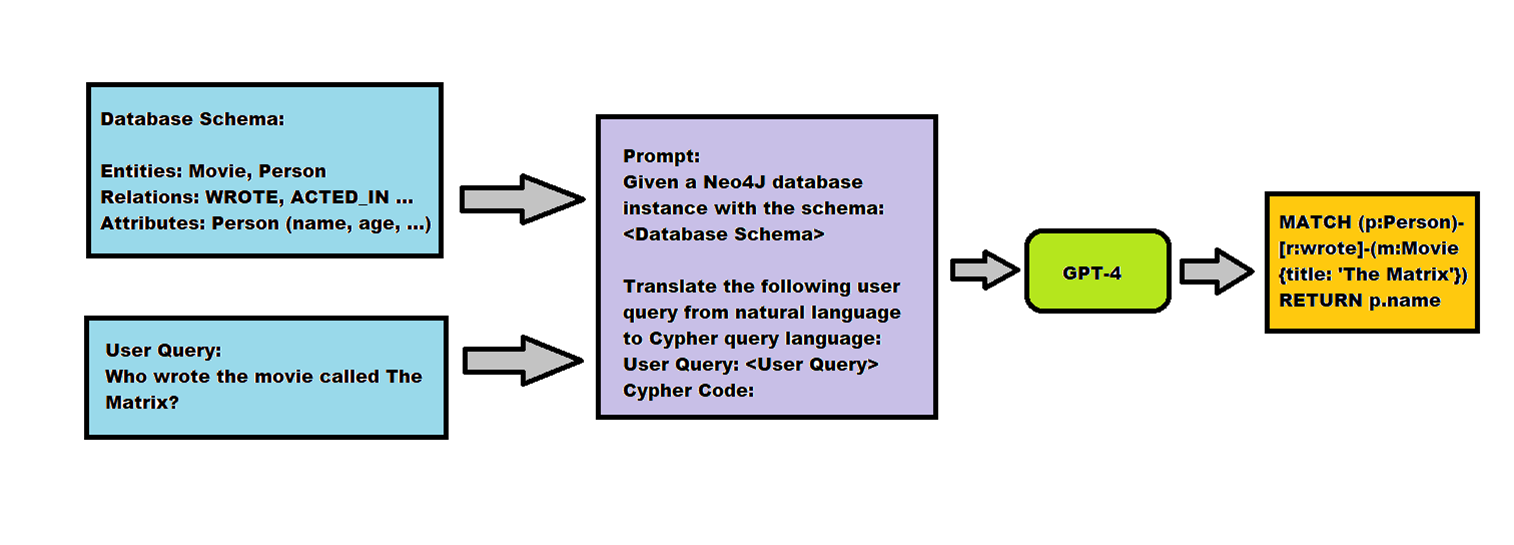 Database Schema:
Entities: Movie, Person
Relations: WROTE, ACTED_IN ...
Attributes: Person (name, age, ...)
User Query:
Who wrote the movie called The
Matrix?
Prompt:
Given a Neo4J database
instance with the schema:
<Database Schema>
Translate the following user
query from natural language
to Cypher query language:
User Query: <User Query>
Cypher Code:
GPT-4
MATCH (p:Person)-
[r:wrote]-(m:Movie
{title: 'The Matrix'})
RETURN p.name